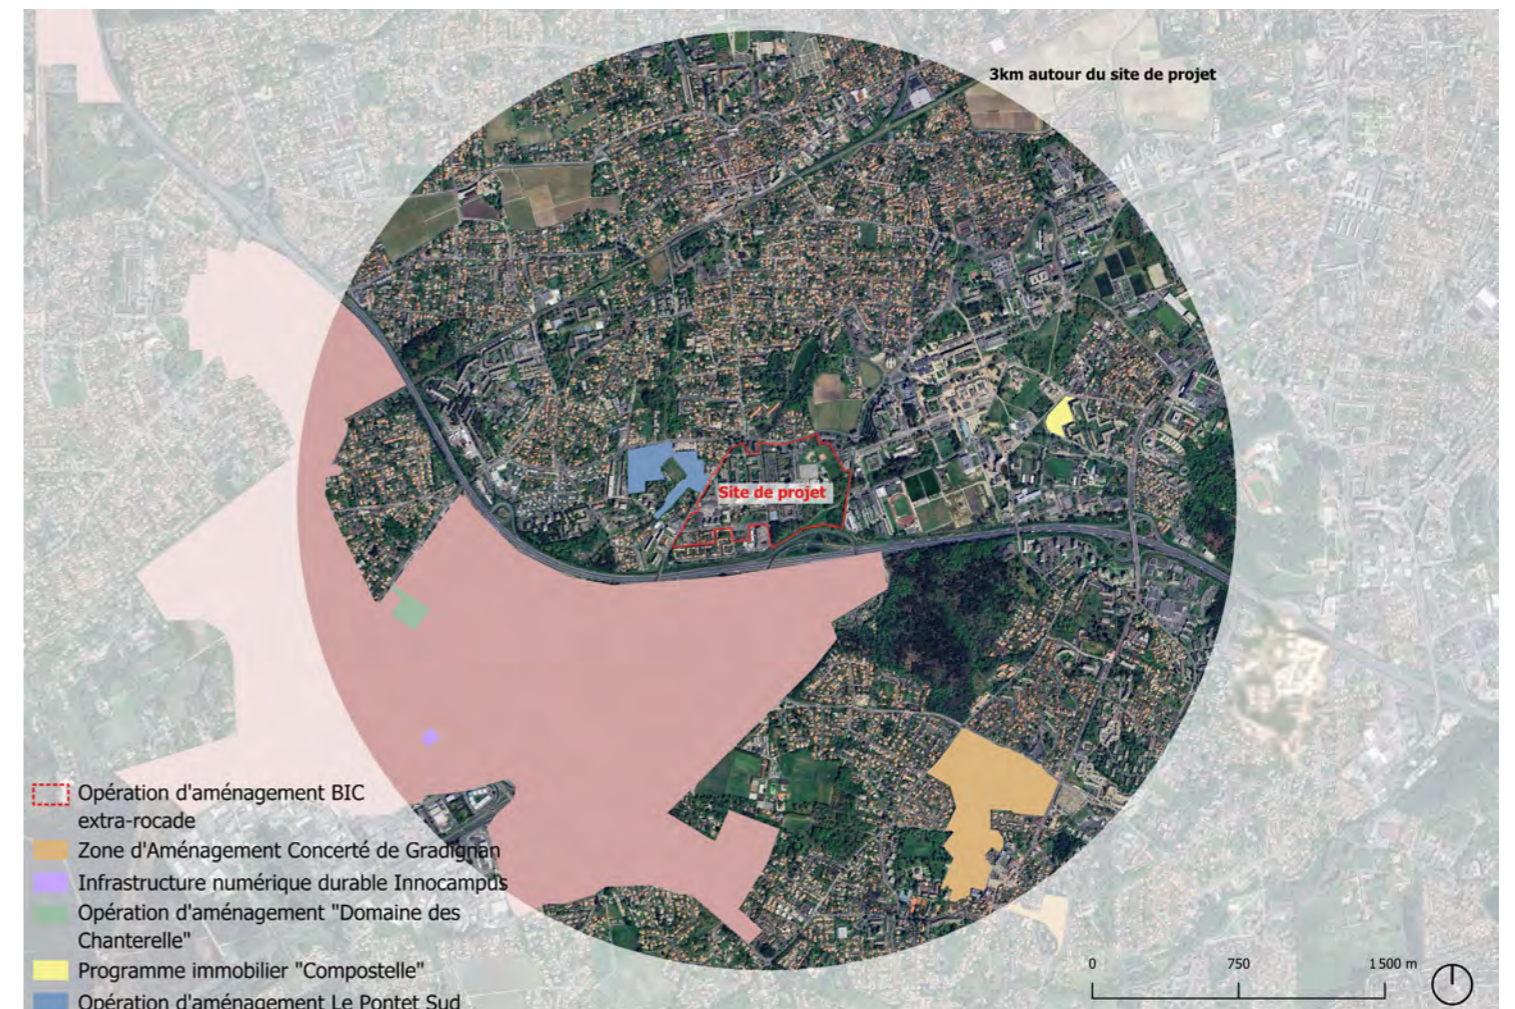 3km autour du site de projet
Site de projet
Opération d'aménagement BIC
extra-rocade
Zone d'Aménagement Concerté de Gradignan
Infrastructure numérique durable Innocampus
Opération d'aménagement "Domaine des
Chanterelle"
Programme immobilier "Compostelle"
Opération d'aménagement Le Pontet Sud
0 750 1 500 m